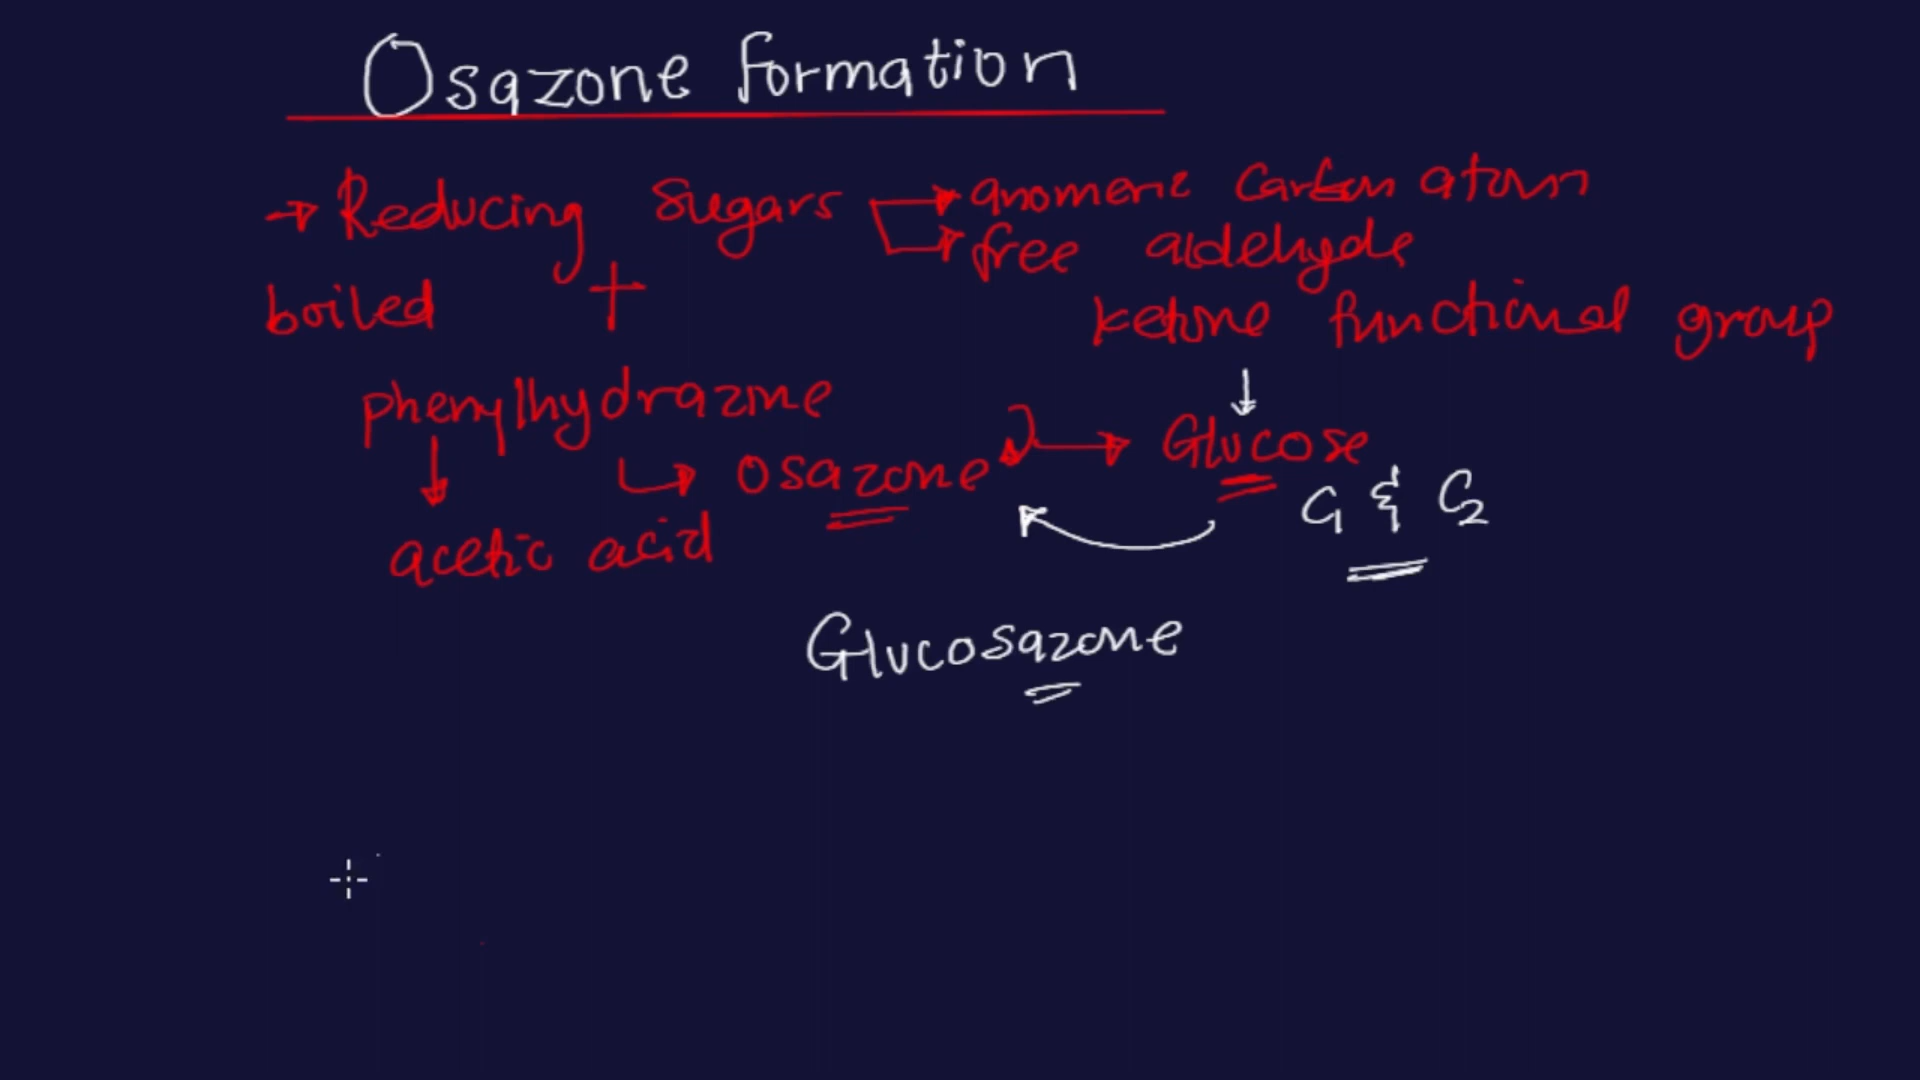 Osazone formation
→ Reducing sugars → anomeric carbon atom
→ free aldehyde
boiled + ketone functional group
phenylhydrazine ↓
↓ ↳ osazone → Glucose
acetic acid C1 & C2
Glucosazone